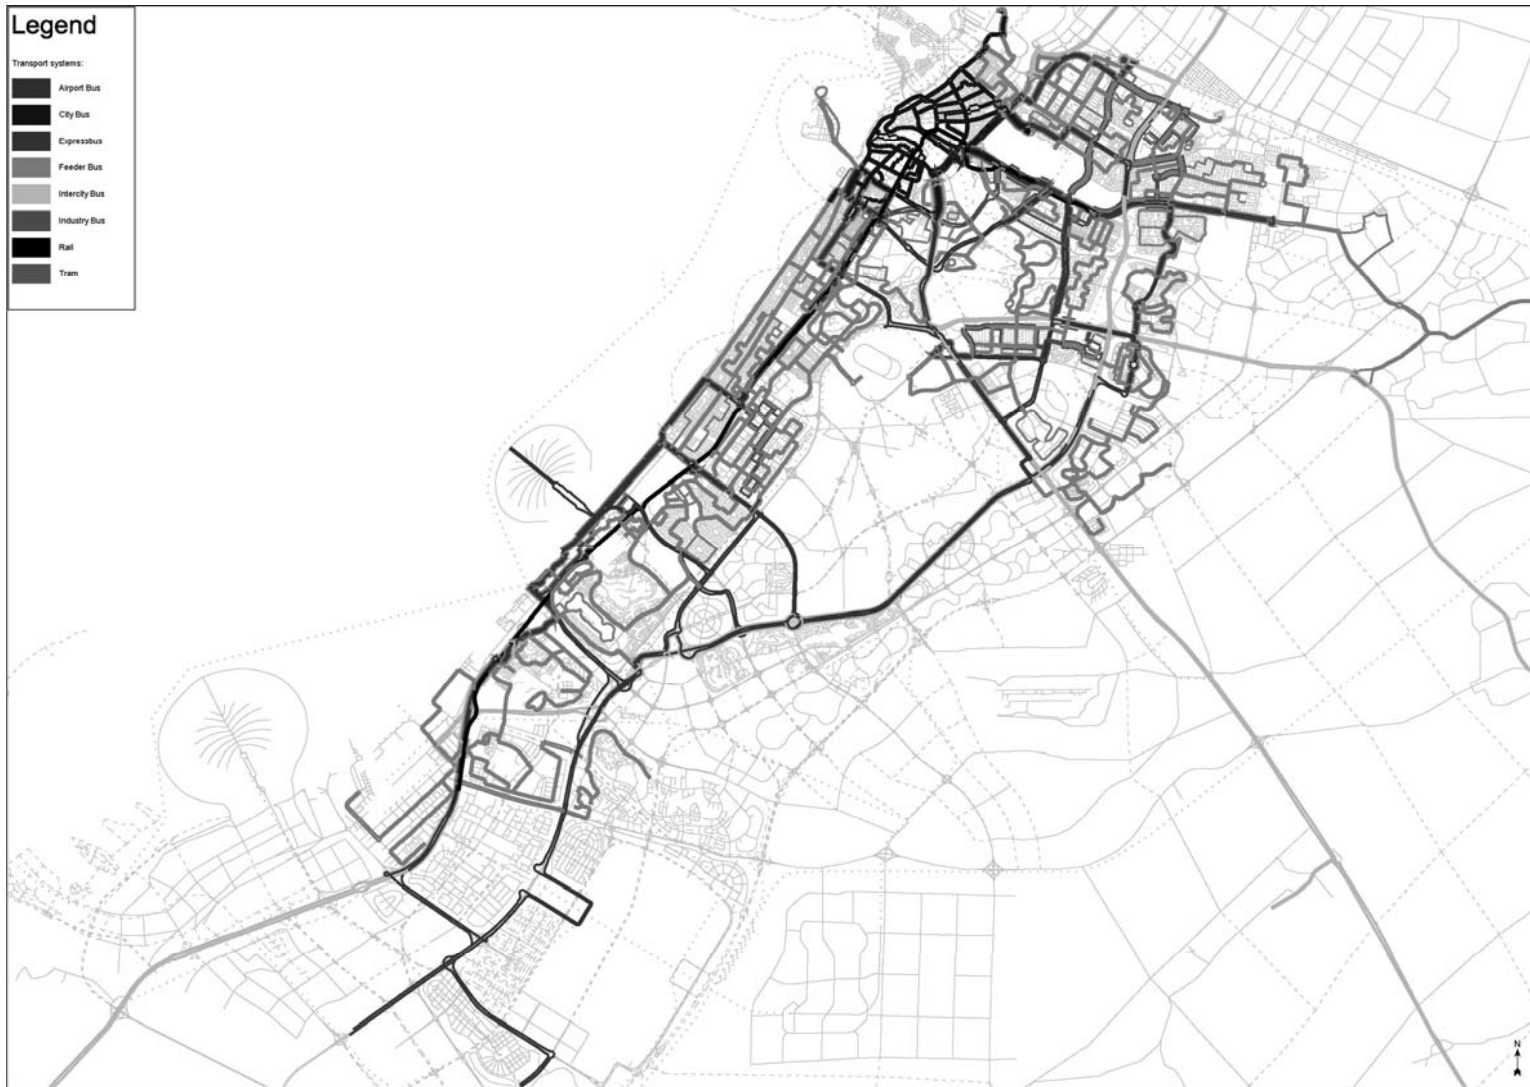 Legend
Transport systems:
Airport Bus
City Bus
Expressbus
Feeder Bus
Intercity Bus
Industry Bus
Rail
Tram
N